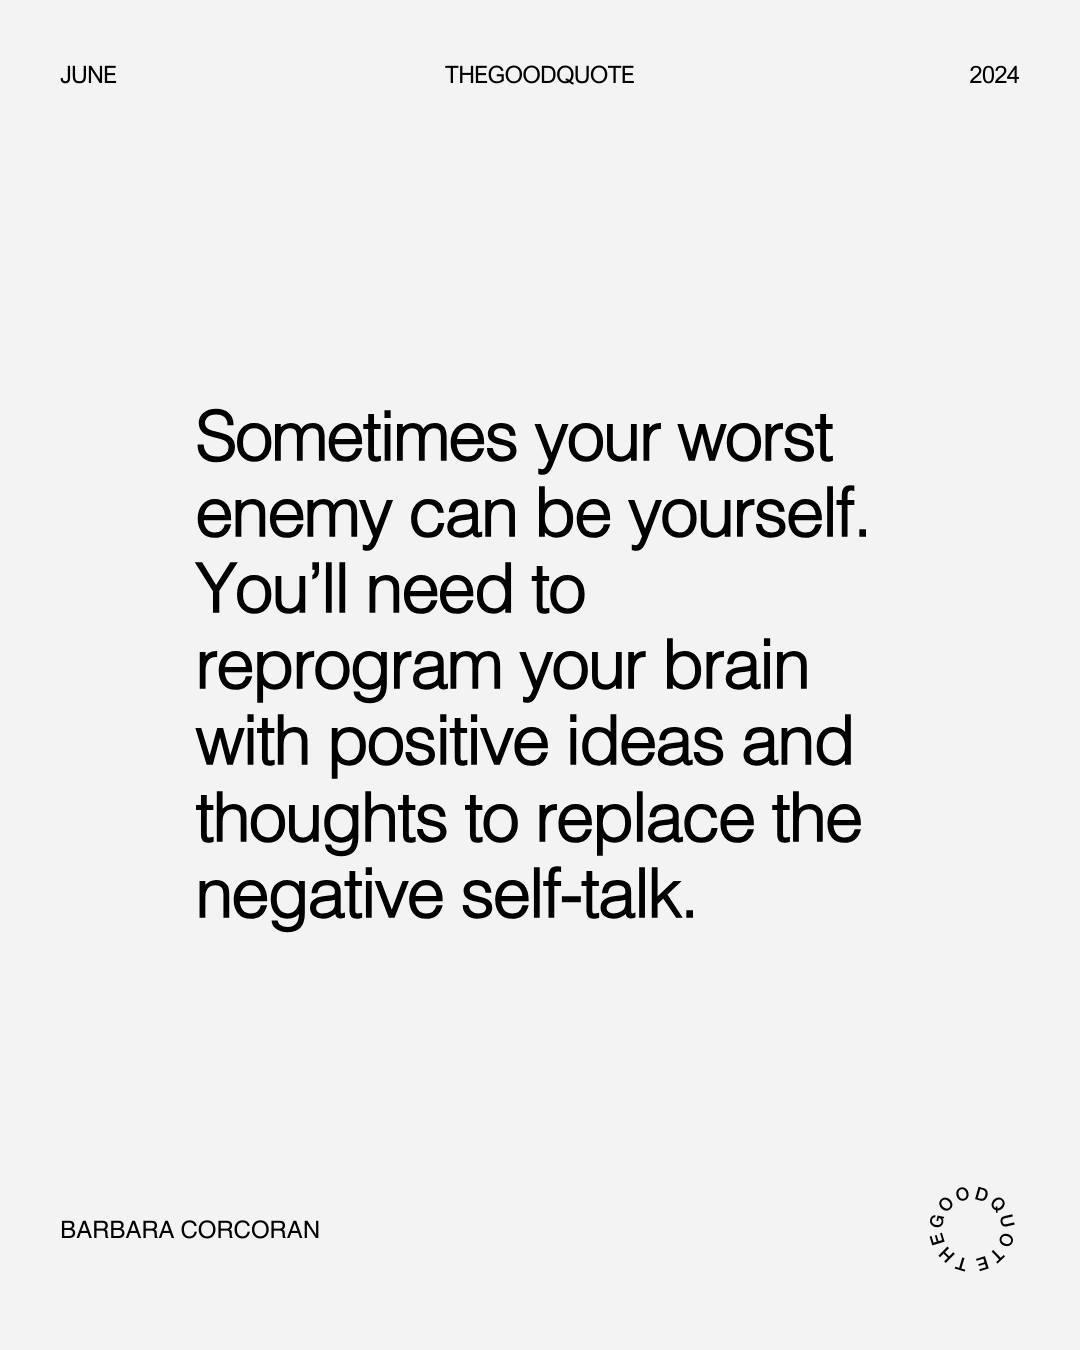 JUNE THEGOODQUOTE 2024
Sometimes your worst
enemy can be yourself.
You’ll need to
reprogram your brain
with positive ideas and
thoughts to replace the
negative self-talk.
BARBARA CORCORAN
THEGOODQUOTE